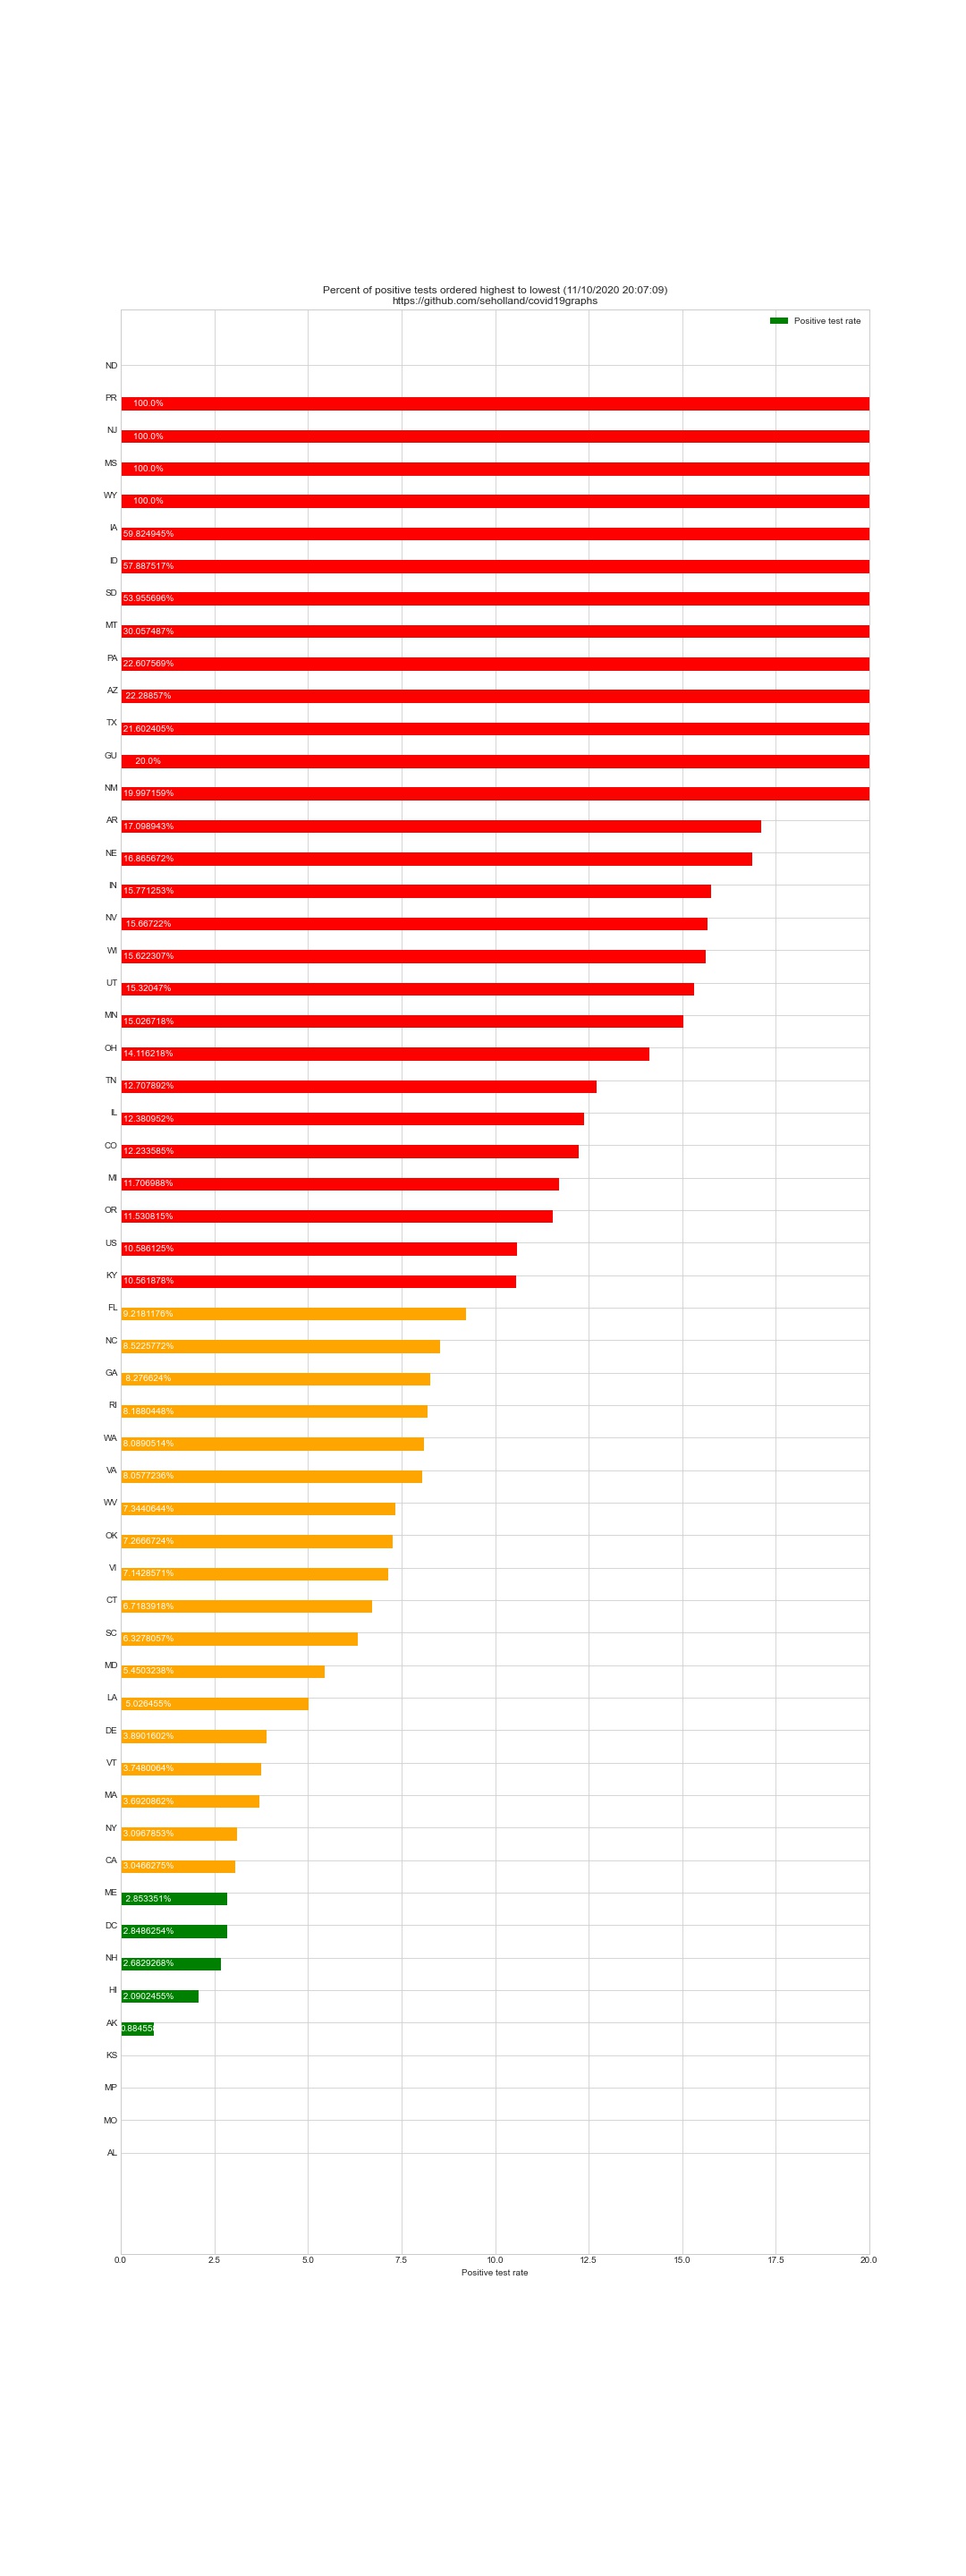 Percent of positive tests ordered highest to lowest (11/10/2020 20:07:09)
https://github.com/seholland/covid19graphs
Positive test rate
ND
PR
100.0%
NJ
100.0%
MS
100.0%
WY
100.0%
IA
59.824945%
ID
57.887517%
SD
53.955696%
MT
30.057487%
PA
22.607569%
AZ
22.28857%
TX
21.602405%
GU
20.0%
NM
19.997159%
AR
17.098943%
NE
16.865672%
IN
15.771253%
NV
15.66722%
WI
15.622307%
UT
15.32047%
MN
15.026718%
OH
14.116218%
TN
12.707892%
IL
12.380952%
CO
12.233585%
MI
11.706988%
OR
11.530815%
US
10.586125%
KY
10.561878%
FL
9.2181176%
NC
8.5225772%
GA
8.276624%
RI
8.1880448%
WA
8.0890514%
VA
8.0577236%
WV
7.3440644%
OK
7.2666724%
VI
7.1428571%
CT
6.7183918%
SC
6.3278057%
MD
5.4503238%
LA
5.026455%
DE
3.8901602%
VT
3.7480064%
MA
3.6920862%
NY
3.0967853%
CA
3.0466275%
ME
2.853351%
DC
2.8486254%
NH
2.6829268%
HI
2.0902455%
AK
KS
MP
MO
AL
0.0 2.5 5.0 7.5 10.0 12.5 15.0 17.5 20.0
Positive test rate